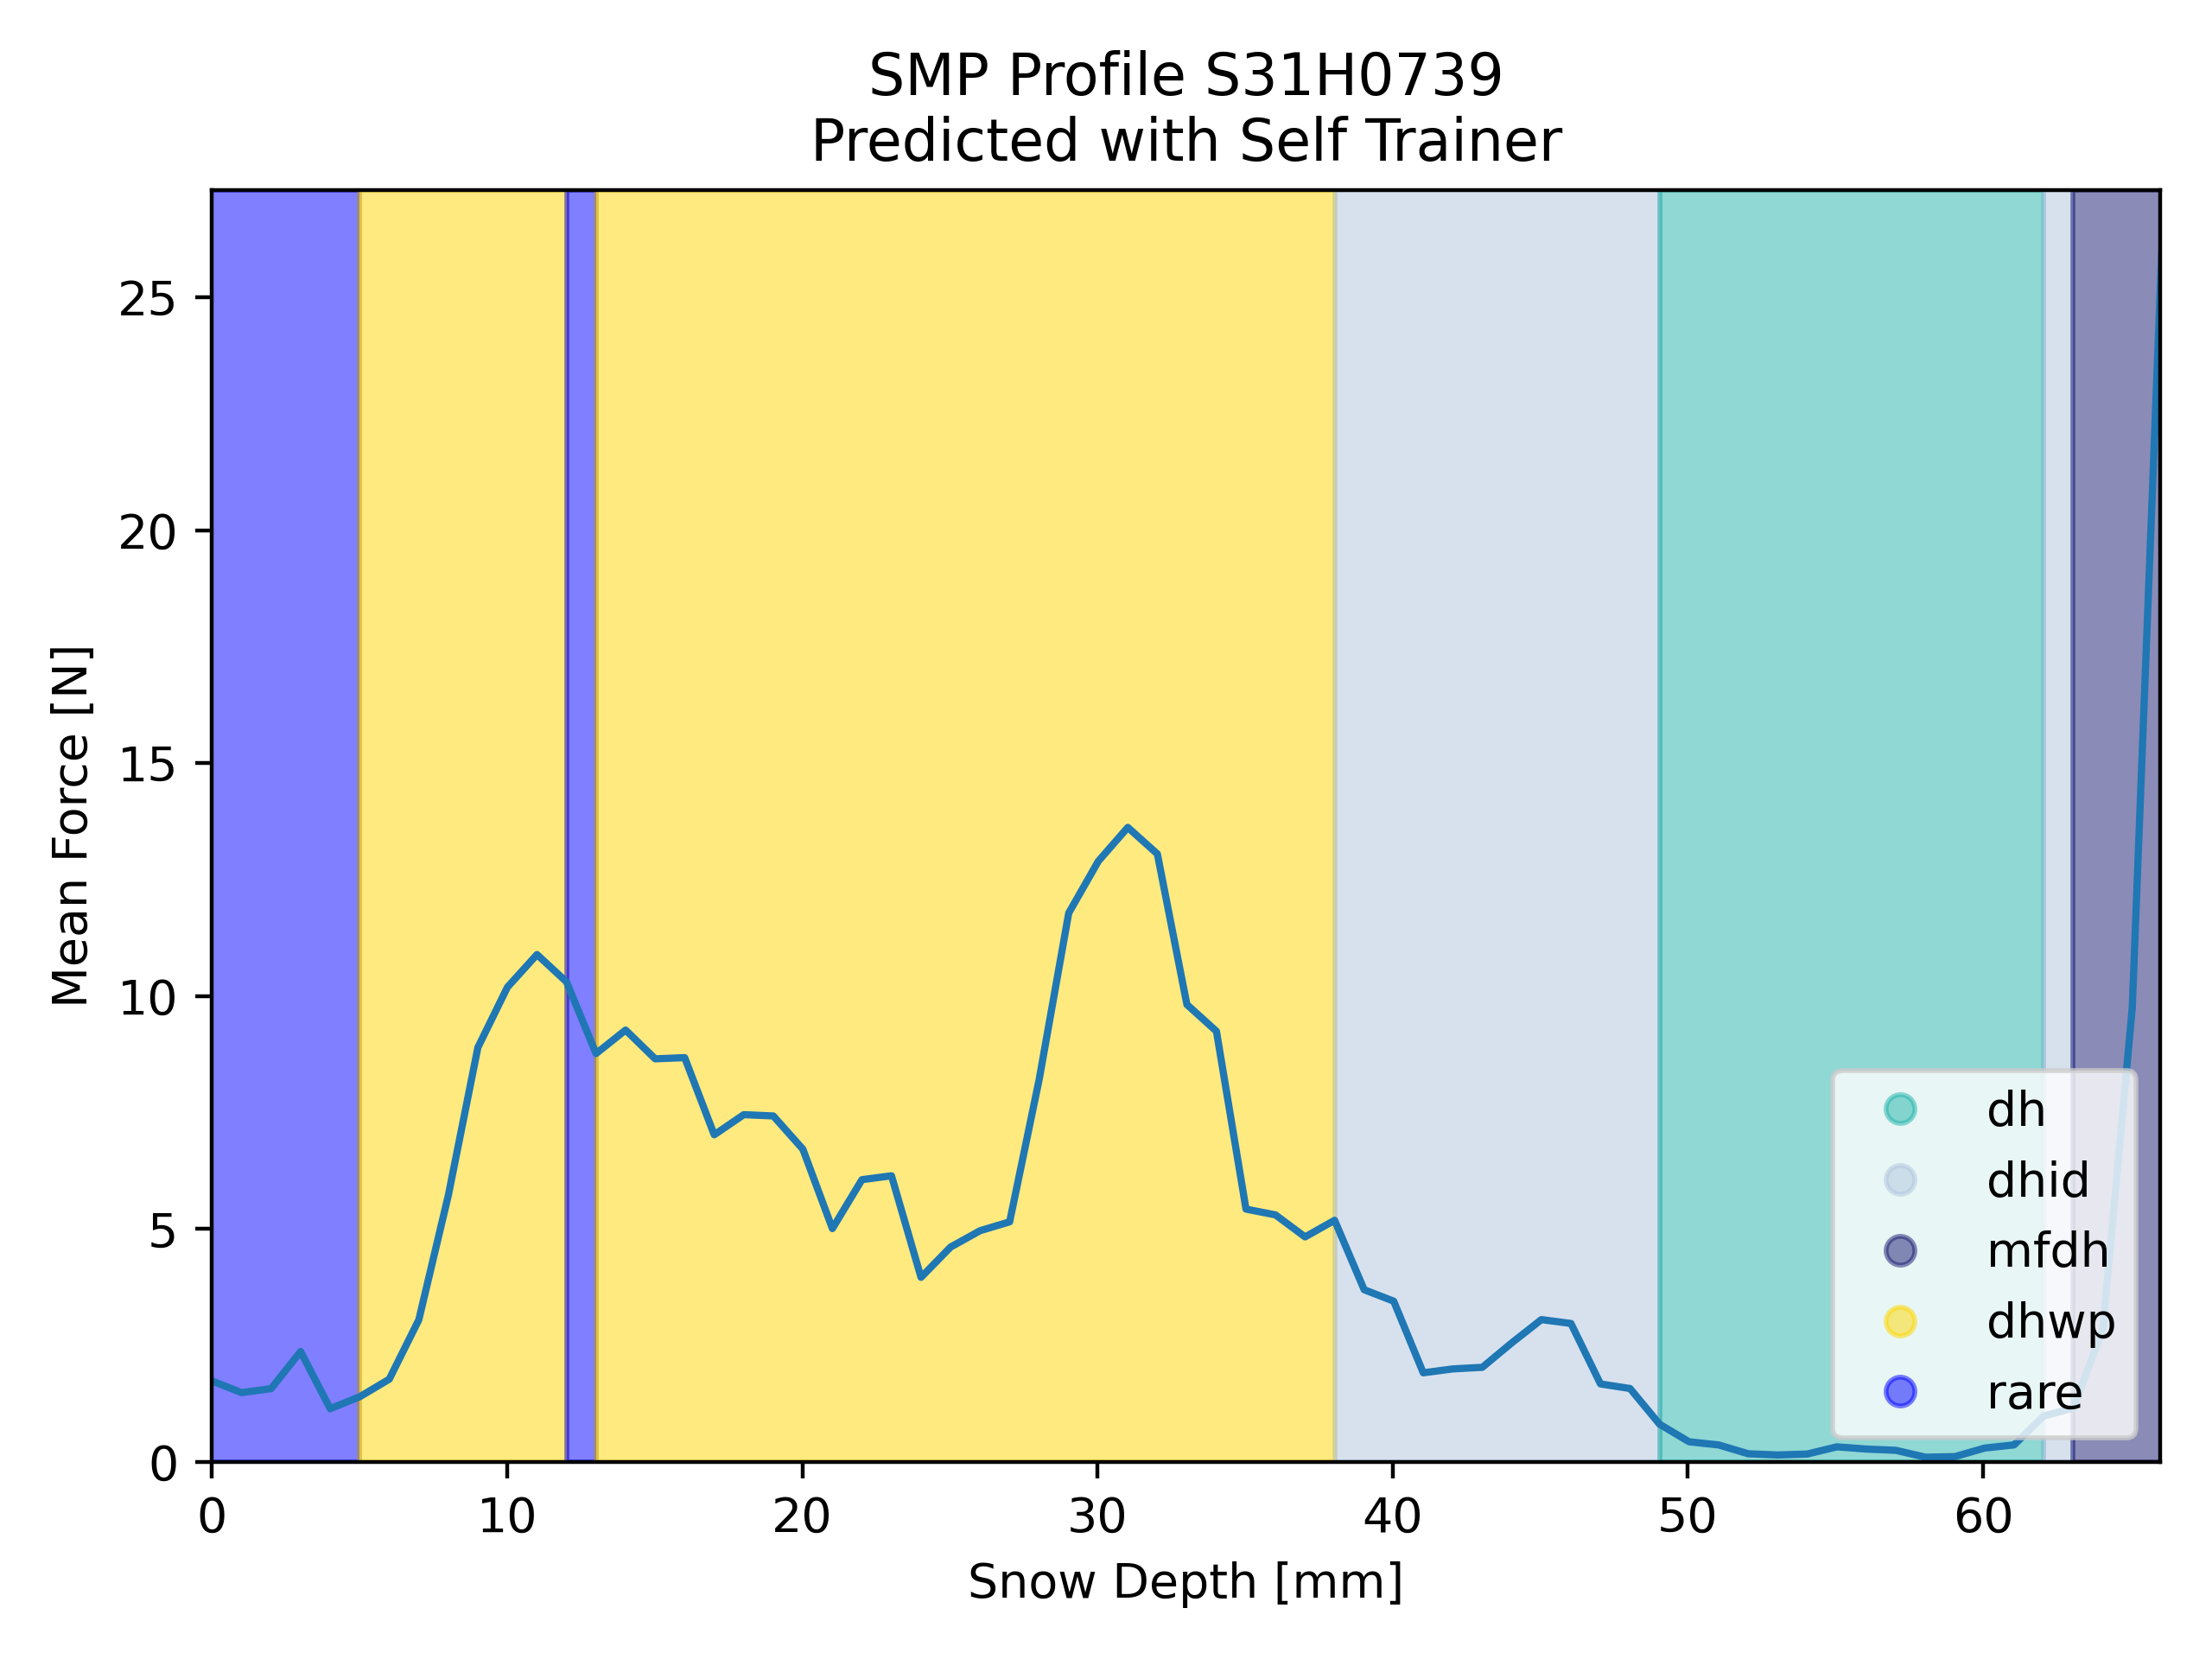 SMP Profile S31H0739
Predicted with Self Trainer
Mean Force [N]
25
20
15
10
5
0
dh
dhid
mfdh
dhwp
rare
0 10 20 30 40 50 60
Snow Depth [mm]